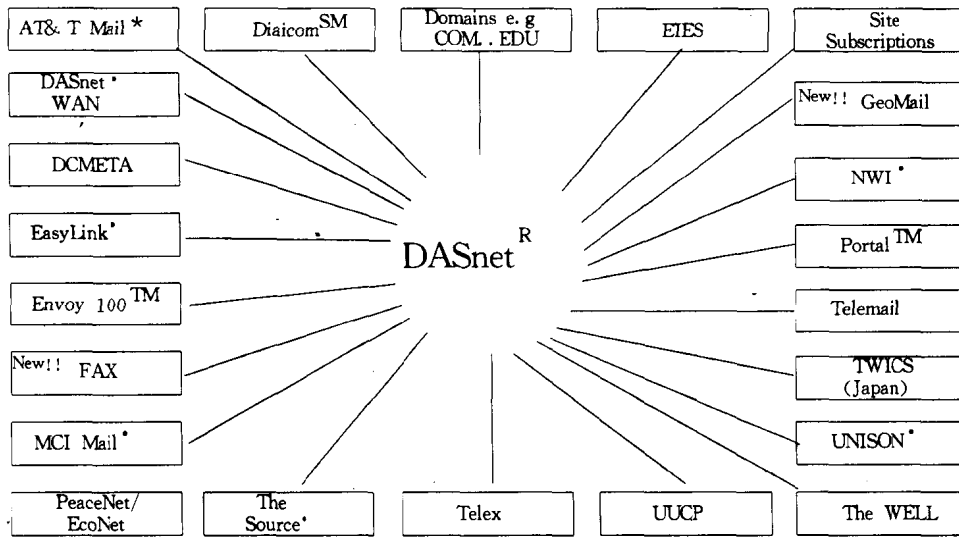 AT&. T Mail *
Diaicom SM
Domains e. g
COM. . EDU
EIES
Site
Subscriptions
DASnet •
WAN
New!! GeoMail
DCMETA
NWI •
EasyLink •
DASnet R
Portal TM
Envoy 100 TM
Telemail
New!! FAX
TWICS
(Japan)
MCI Mail •
UNISON •
PeaceNet/
EcoNet
The
Source •
Telex
UUCP
The WELL